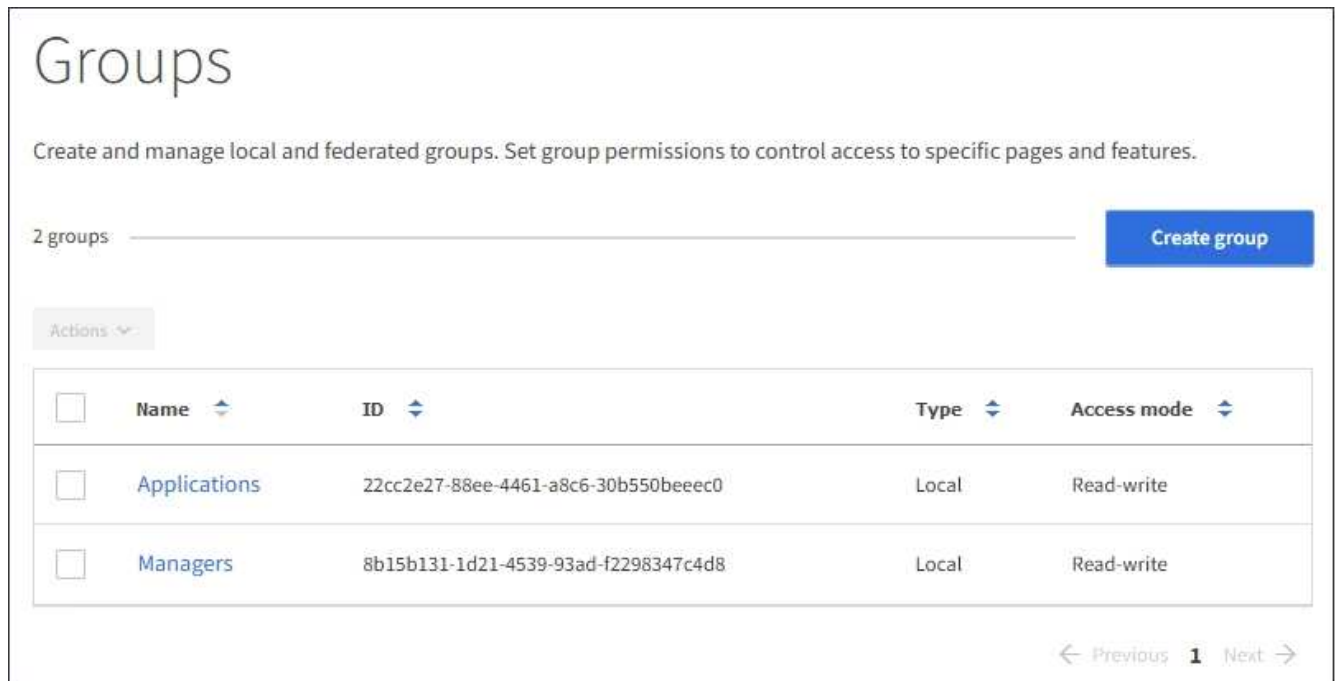 Groups
Create and manage local and federated groups. Set group permissions to control access to specific pages and features.
2 groups Create group
Actions
Name ID Type Access mode
Applications 22cc2e27-88ee-4461-a8c6-30b550beeec0 Local Read-write
Managers 8b15b131-1d21-4539-93ad-f2298347c4d8 Local Read-write
← Previous 1 Next →